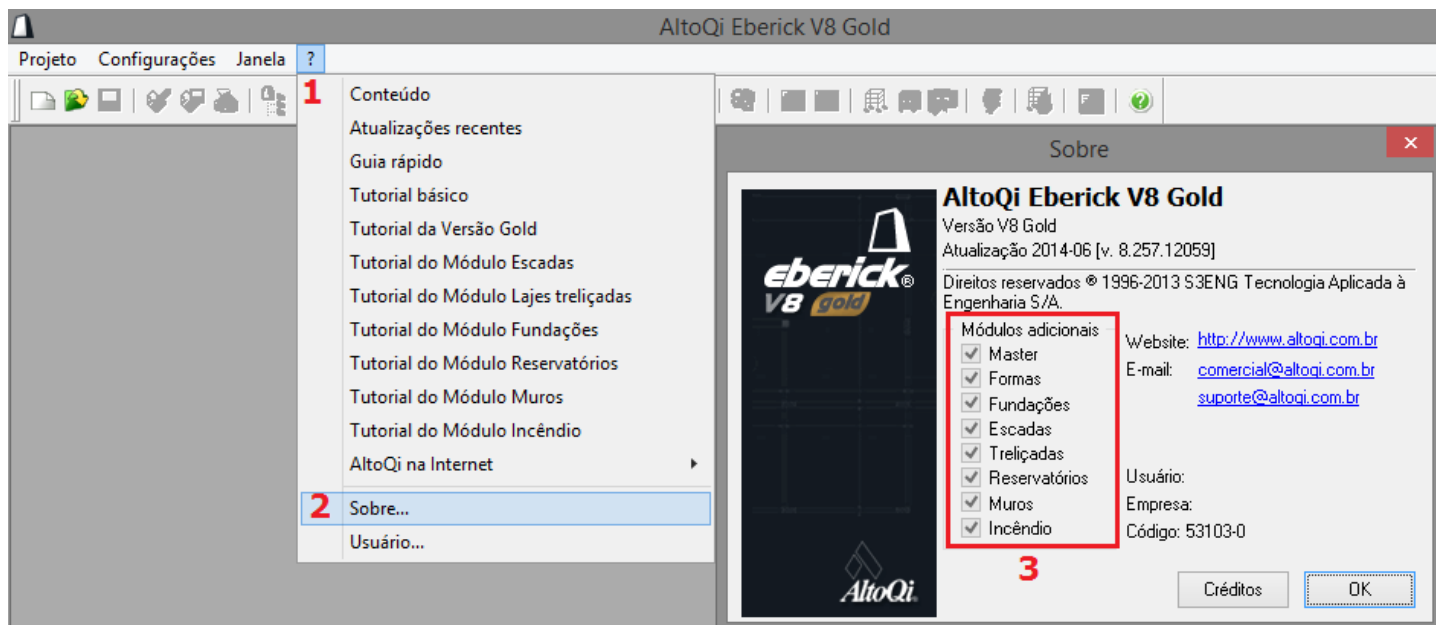 AltoQi Eberick V8 Gold
Projeto Configurações Janela ?
1
Conteúdo
Atualizações recentes
Guia rápido
Tutorial básico
Tutorial da Versão Gold
Tutorial do Módulo Escadas
Tutorial do Módulo Lajes treliçadas
Tutorial do Módulo Fundações
Tutorial do Módulo Reservatórios
Tutorial do Módulo Muros
Tutorial do Módulo Incêndio
AltoQi na Internet
2 Sobre...
Usuário...
Sobre
eberick®
V8 gold
AltoQi
AltoQi Eberick V8 Gold
Versão V8 Gold
Atualização 2014-06 [v. 8.257.12059]
Direitos reservados ® 1996-2013 S3ENG Tecnologia Aplicada à
Engenharia S/A.
Módulos adicionais
Master
Formas
Fundações
Escadas
Treliçadas
Reservatórios
Muros
Incêndio
3
Website: http://www.altoqi.com.br
E-mail: comercial@altoqi.com.br
suporte@altoqi.com.br
Usuário:
Empresa:
Código: 53103-0
Créditos
OK